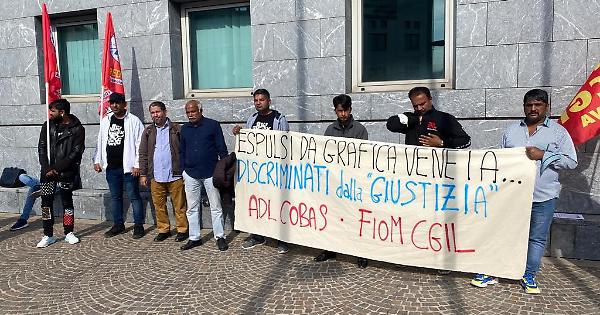 ESPULSI DA GRAFICA VENETA...
DISCRIMINATI dalla "GIUSTIZIA"
ADL COBAS - FIOM CGIL